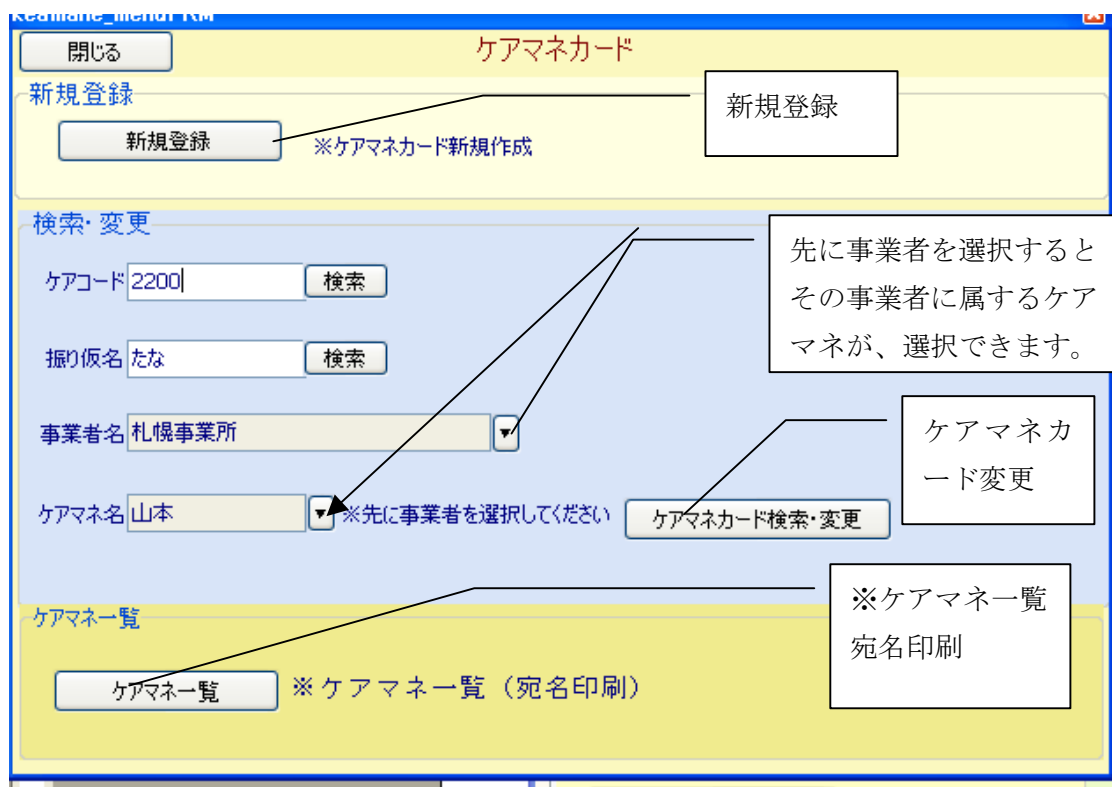 keamane_menuFRM
閉じる
ケアマネカード
新規登録
新規登録
※ケアマネカード新規作成
新規登録
検索・変更
ケアコード 2200 検索
振り仮名 たな 検索
事業者名 札幌事業所
ケアマネ名 山本 ※先に事業者を選択してください ケアマネカード検索・変更
先に事業者を選択すると
その事業者に属するケア
マネが、選択できます。
ケアマネカ
ード変更
ケアマネ一覧
ケアマネ一覧 ※ケアマネ一覧（宛名印刷）
※ケアマネ一覧
宛名印刷